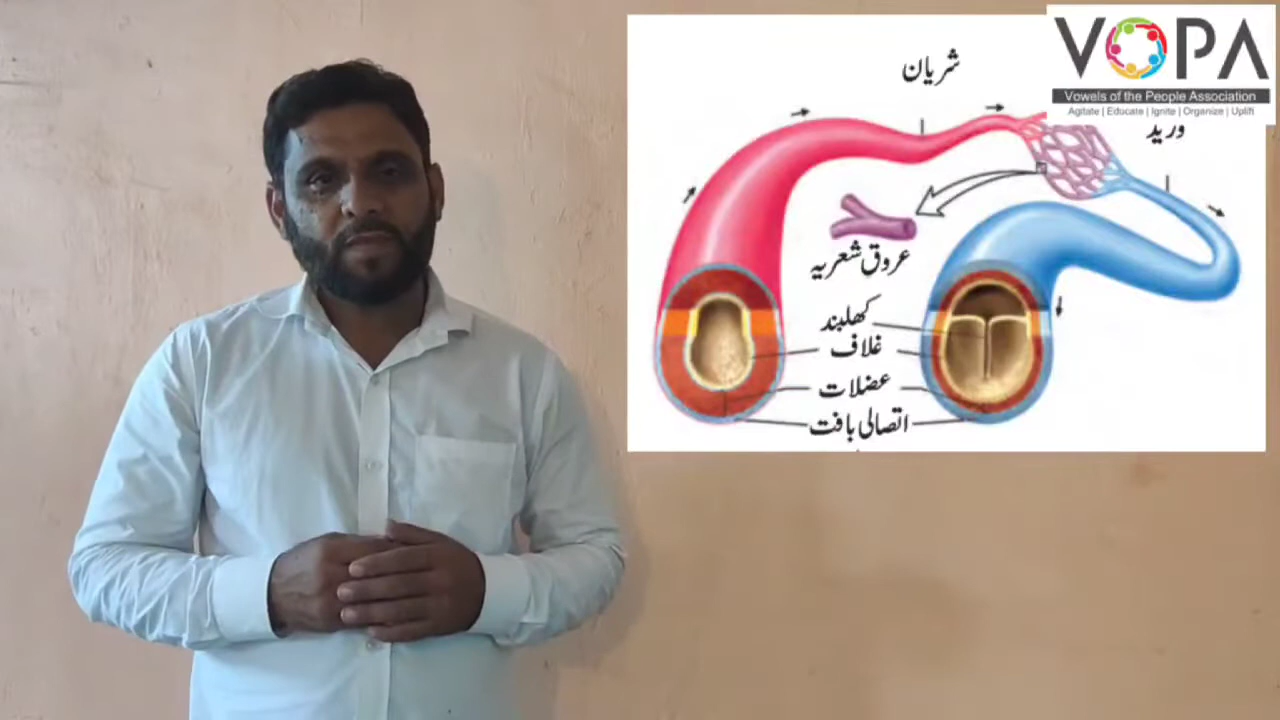 VOPA
Vowels of the People Association
Agitate | Educate | Ignite | Organize | Uplift
شریان
ورید
عروق شعریہ
کھلبند
غلاف
عضلات
اتصالی بافت